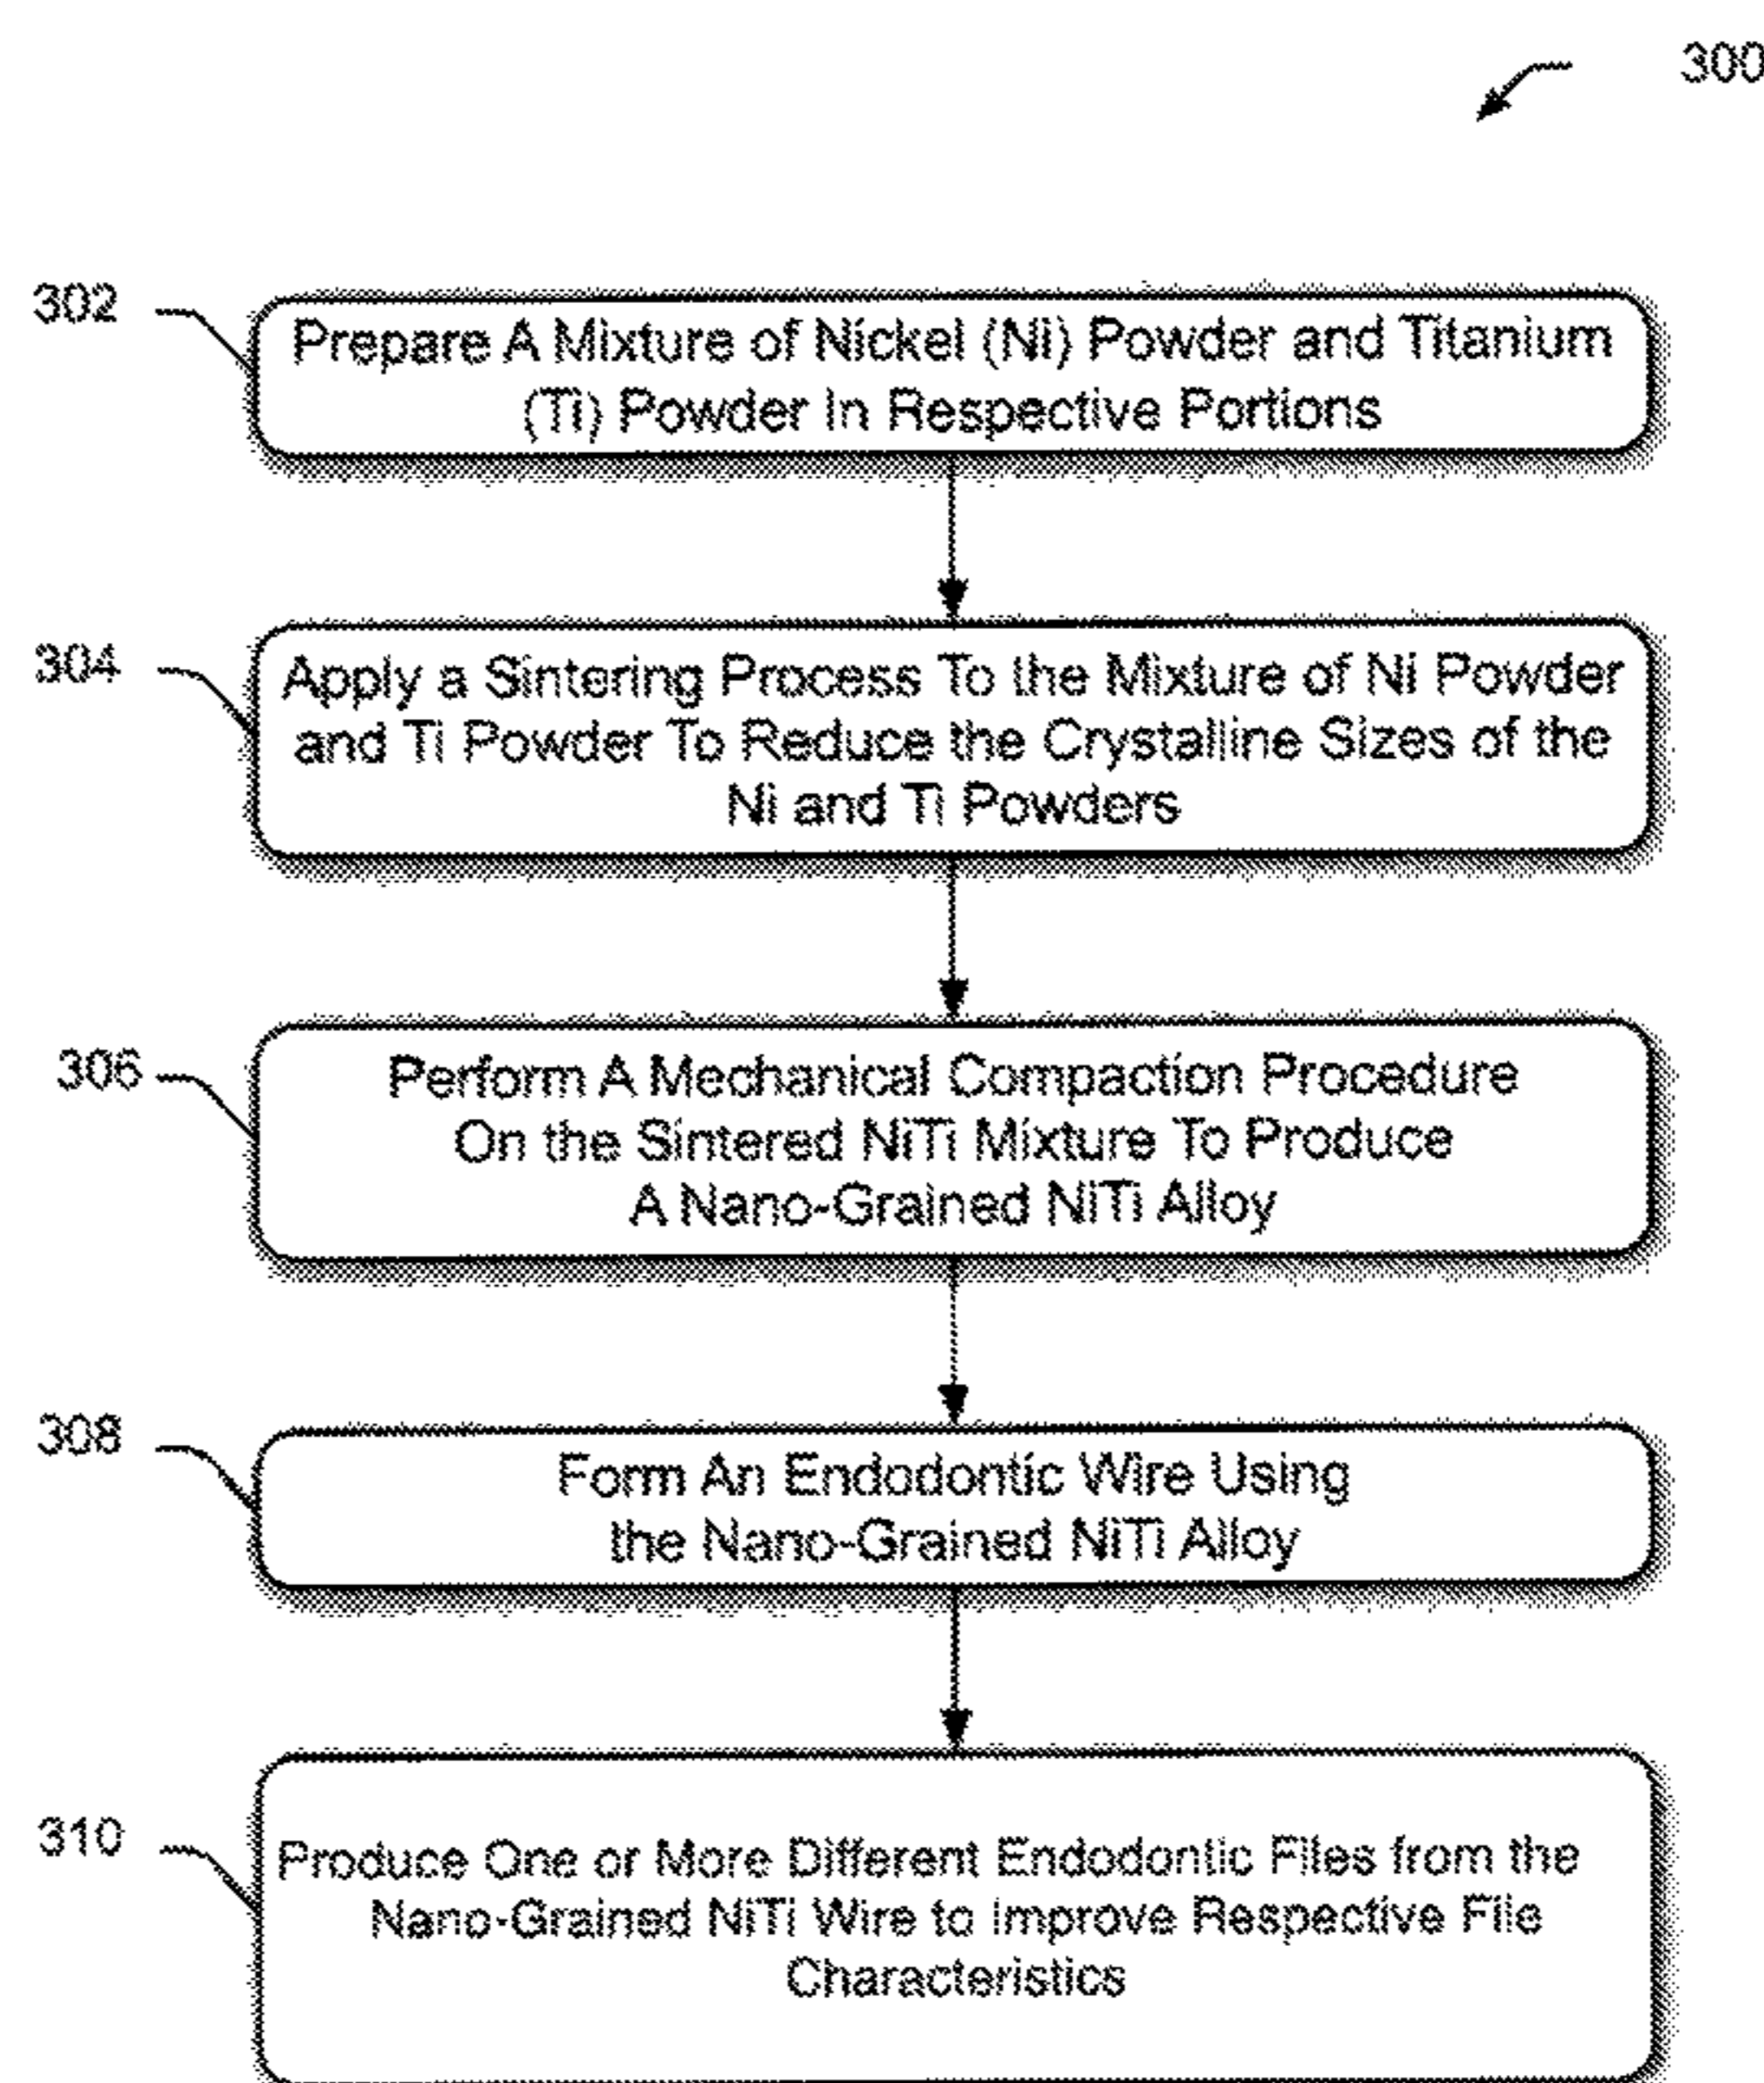 300
302
Prepare A Mixture of Nickel (Ni) Powder and Titanium
(Ti) Powder In Respective Portions
304
Apply a Sintering Process To the Mixture of Ni Powder
and Ti Powder To Reduce the Crystalline Sizes of the
Ni and Ti Powders
306
Perform A Mechanical Compaction Procedure
On the Sintered NiTi Mixture To Produce
A Nano-Grained NiTi Alloy
308
Form An Endodontic Wire Using
the Nano-Grained NiTi Alloy
310
Produce One or More Different Endodontic Files from the
Nano-Grained NiTi Wire to Improve Respective File
Characteristics